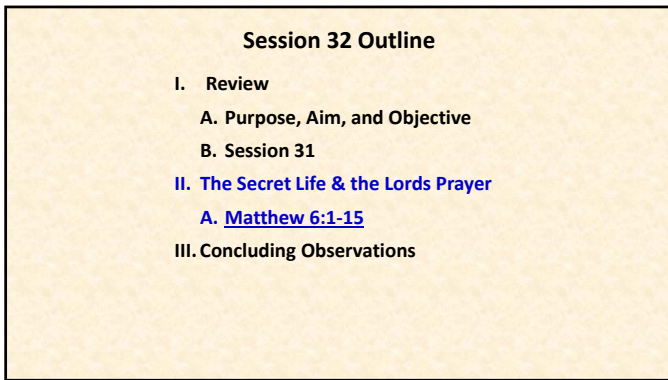 Session 32 Outline
I. Review
A. Purpose, Aim, and Objective
B. Session 31
II. The Secret Life & the Lords Prayer
A. Matthew 6:1-15
III. Concluding Observations